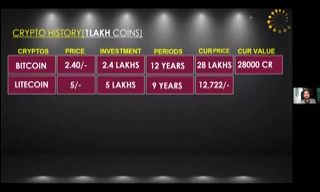 CRYPTO HISTORY(1LAKH COINS)
CRYPTOS PRICE INVESTMENT PERIODS CURPRICE CUR VALUE
BITCOIN 2.40/- 2.4 LAKHS 12 YEARS 28 LAKHS 28000 CR
LITECOIN 5/- 5 LAKHS 9 YEARS 12,722/-